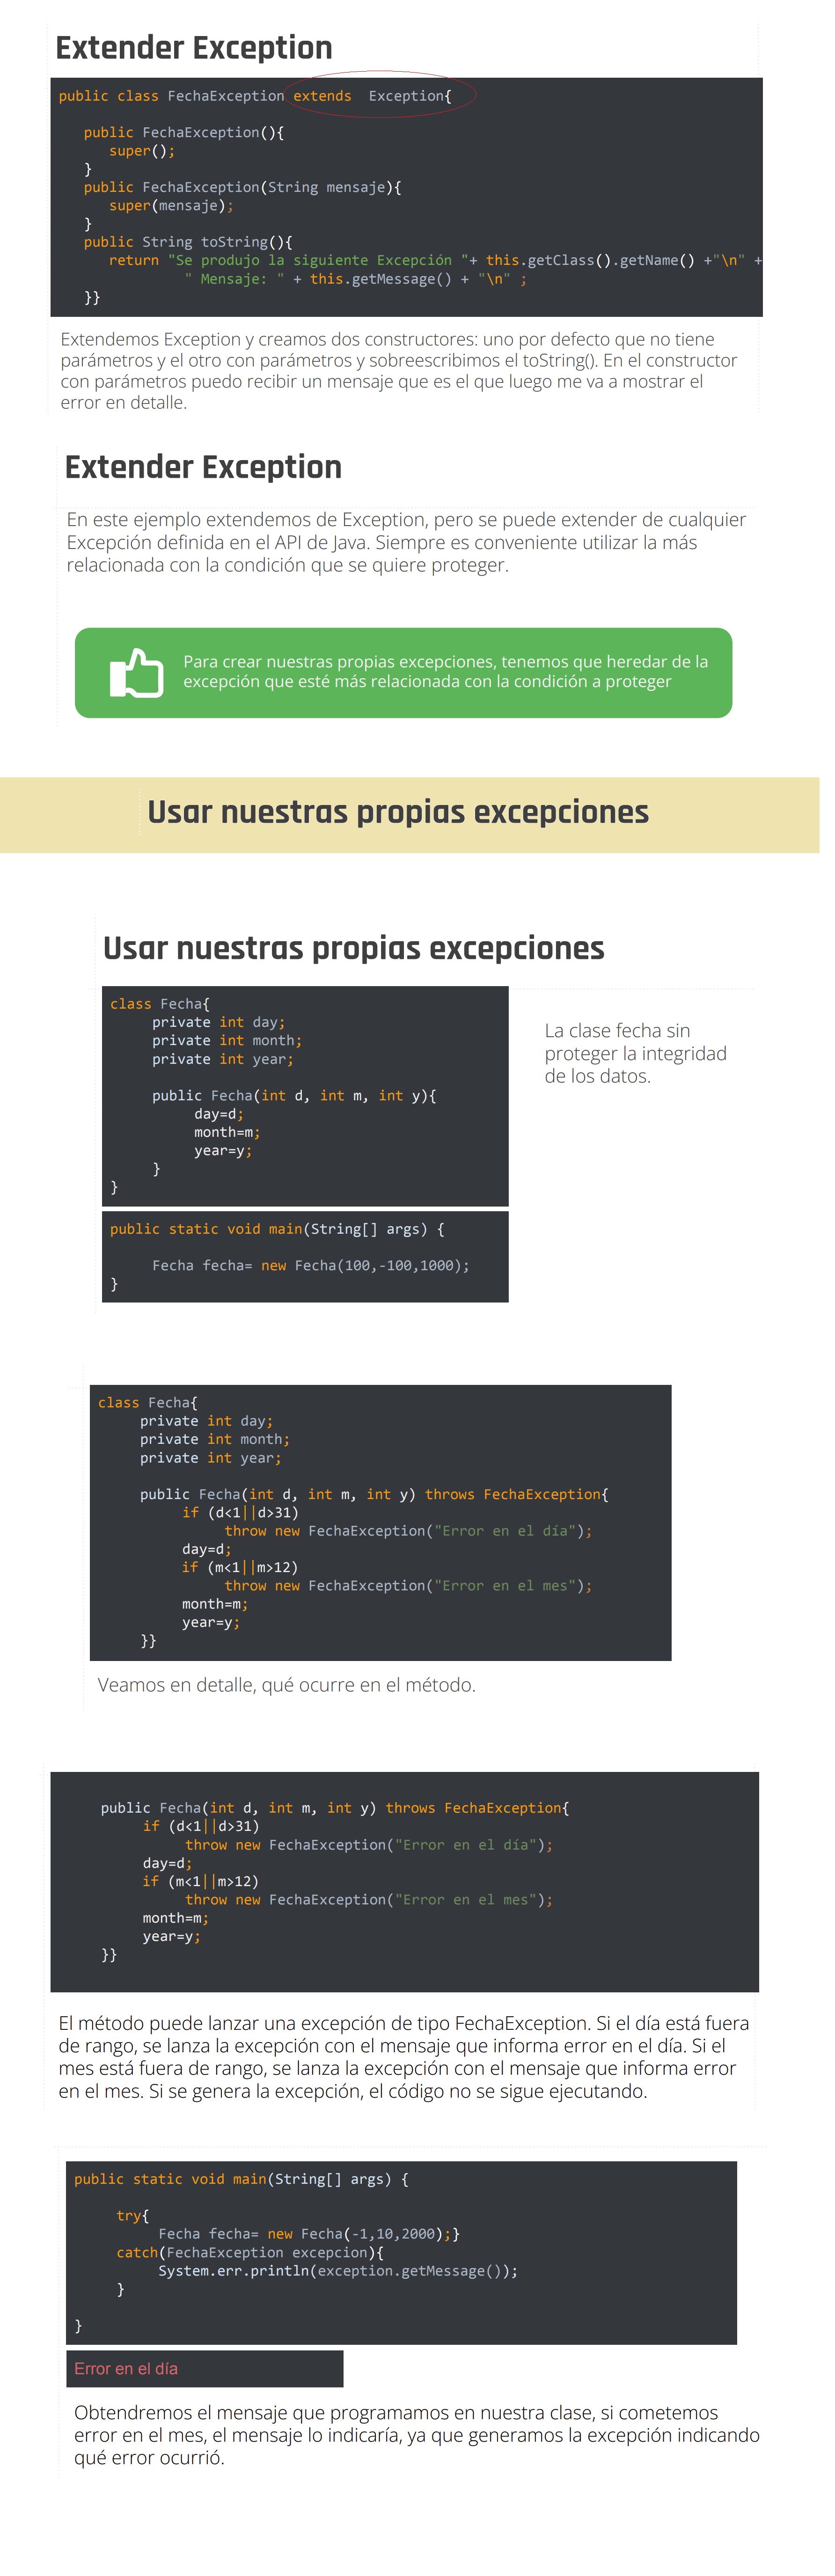 Extender Exception
public class FechaException extends  Exception{
public FechaException(){
super();
}
public FechaException(String mensaje){
super(mensaje);
}
public String toString(){
return "Se produjo la siguiente Excepción "+ this.getClass().getName() +"\n" +
" Mensaje: " + this.getMessage() + "\n" ;
}}
Extendemos Exception y creamos dos constructores: uno por defecto que no tiene
parámetros y el otro con parámetros y sobreescribimos el toString(). En el constructor
con parámetros puedo recibir un mensaje que es el que luego me va a mostrar el
error en detalle.
Extender Exception
En este ejemplo extendemos de Exception, pero se puede extender de cualquier
Excepción definida en el API de Java. Siempre es conveniente utilizar la más
relacionada con la condición que se quiere proteger.
Para crear nuestras propias excepciones, tenemos que heredar de la
excepción que esté más relacionada con la condición a proteger
Usar nuestras propias excepciones
Usar nuestras propias excepciones
class Fecha{
private int day;
private int month;
private int year;
public Fecha(int d, int m, int y){
day=d;
month=m;
year=y;
}
}
La clase fecha sin
proteger la integridad
de los datos.
public static void main(String[] args) {
Fecha fecha= new Fecha(100,-100,1000);
}
class Fecha{
private int day;
private int month;
private int year;
public Fecha(int d, int m, int y) throws FechaException{
if (d<1||d>31)
throw new FechaException("Error en el día");
day=d;
if (m<1||m>12)
throw new FechaException("Error en el mes");
month=m;
year=y;
}}
Veamos en detalle, qué ocurre en el método.
public Fecha(int d, int m, int y) throws FechaException{
if (d<1||d>31)
throw new FechaException("Error en el día");
day=d;
if (m<1||m>12)
throw new FechaException("Error en el mes");
month=m;
year=y;
}}
El método puede lanzar una excepción de tipo FechaException. Si el día está fuera
de rango, se lanza la excepción con el mensaje que informa error en el día. Si el
mes está fuera de rango, se lanza la excepción con el mensaje que informa error
en el mes. Si se genera la excepción, el código no se sigue ejecutando.
public static void main(String[] args) {
try{
Fecha fecha= new Fecha(-1,10,2000);}
catch(FechaException excepcion){
System.err.println(exception.getMessage());
}
}
Error en el día
Obtendremos el mensaje que programamos en nuestra clase, si cometemos
error en el mes, el mensaje lo indicaría, ya que generamos la excepción indicando
qué error ocurrió.